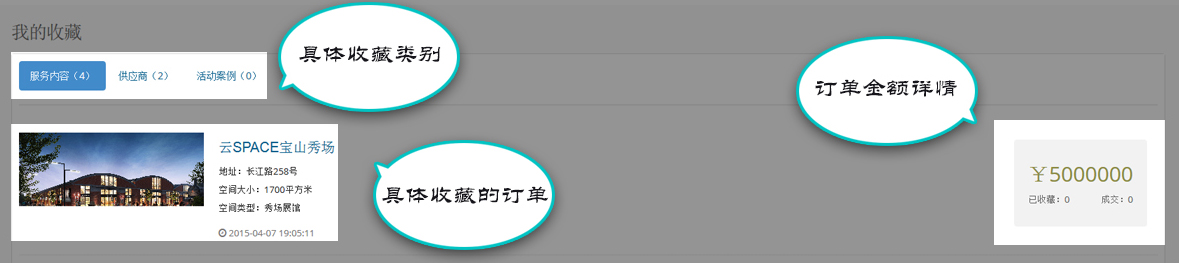 我的收藏
服务内容（4） 供应商（2） 活动案例（0）
具体收藏类别
订单金额详情
云SPACE宝山秀场
地址：长江路258号
空间大小：1700平方米
空间类型：秀场展馆
2015-04-07 19:05:11
具体收藏的订单
￥5000000
已收藏：0 成交：0